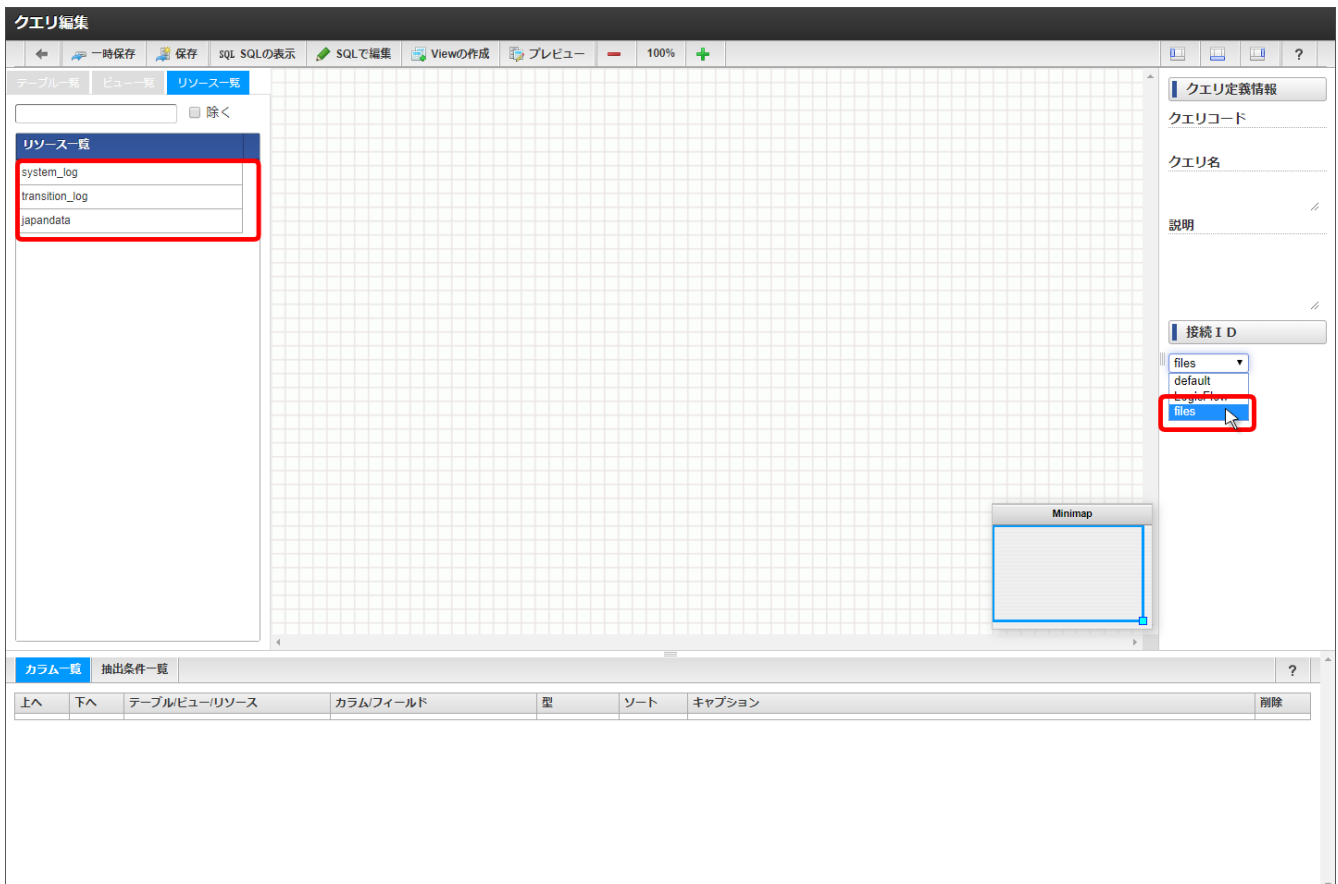 クエリ編集
一時保存 保存 SQL SQLの表示 SQLで編集 Viewの作成 プレビュー 100% ?
テーブル一覧 ビュー一覧 リソース一覧
除く
リソース一覧
system_log
transition_log
japandata
クエリ定義情報
クエリコード
クエリ名
説明
接続ＩＤ
files ▼
default
LogicFlow
files
Minimap
カラム一覧 抽出条件一覧 ?
上へ 下へ テーブル/ビュー/リソース カラム/フィールド 型 ソート キャプション 削除